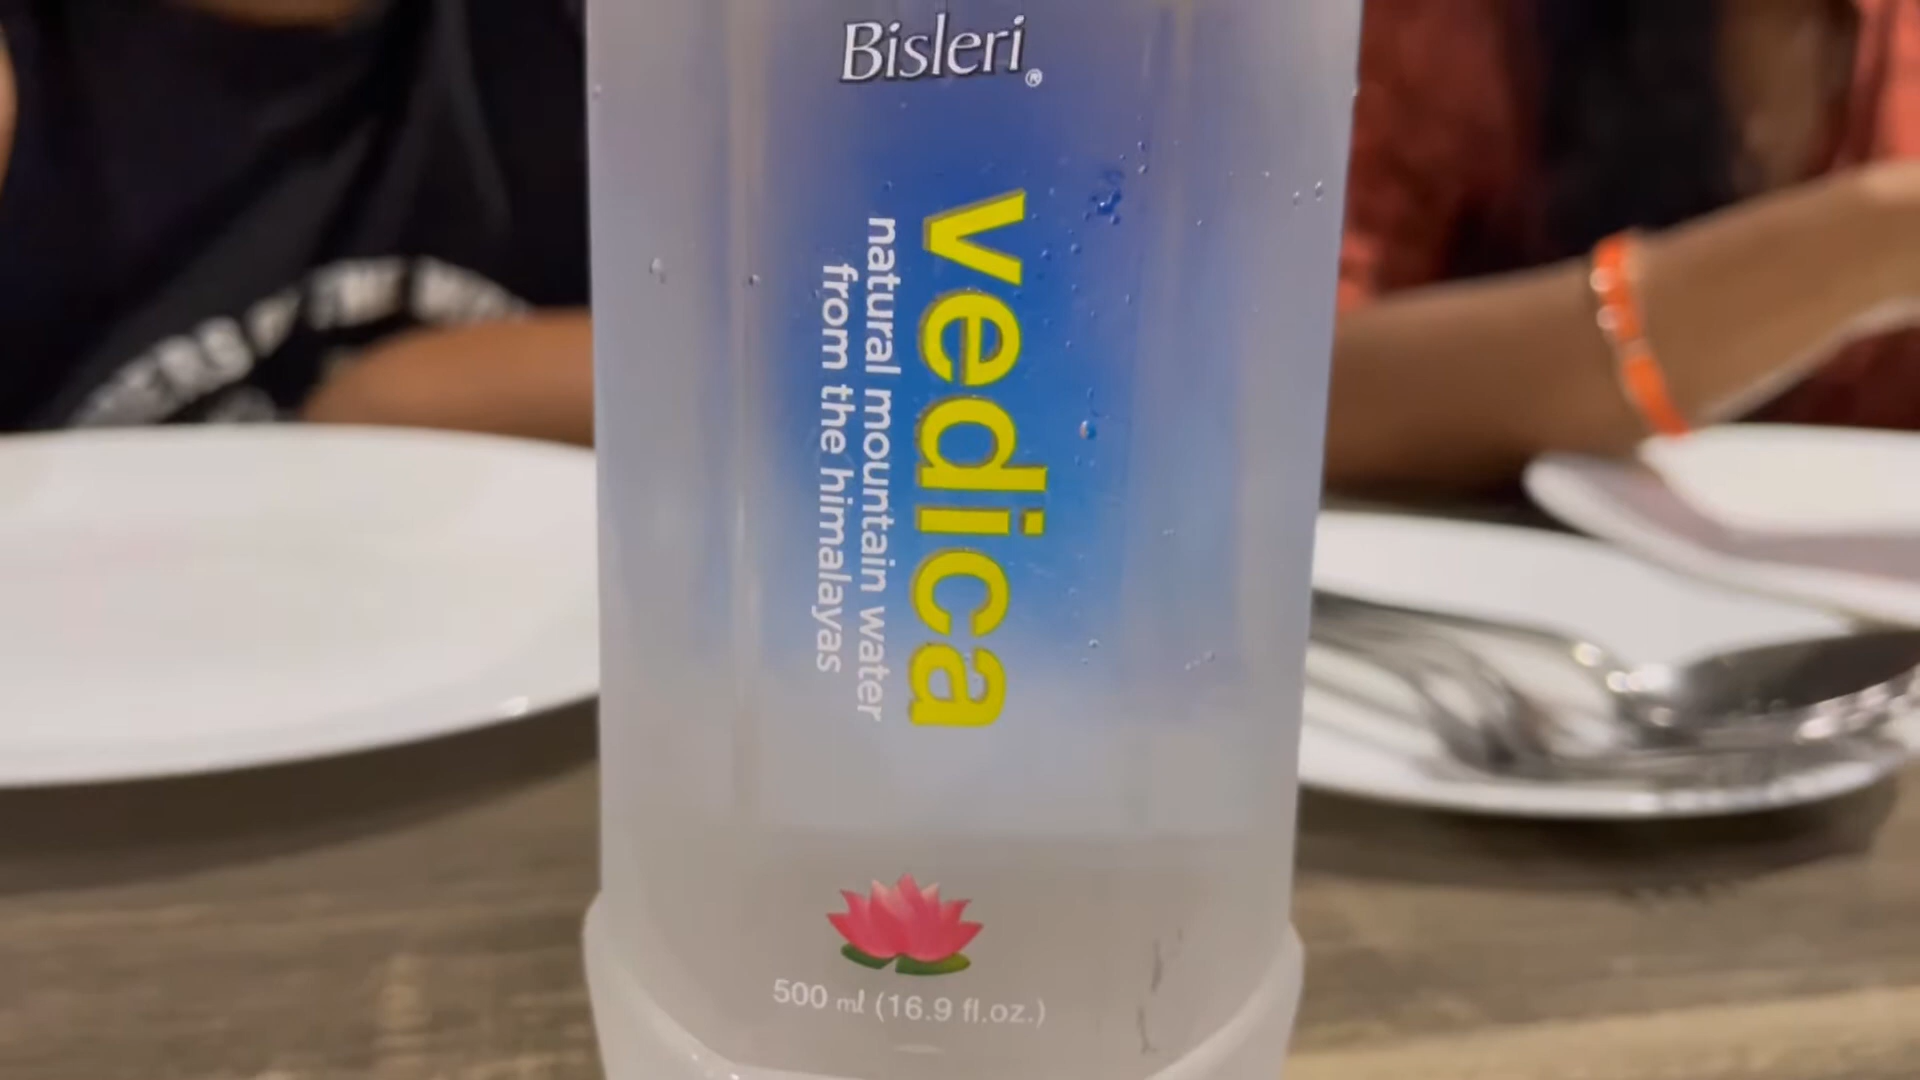 Bisleri®
vedica
natural mountain water
from the himalayas
500 ml (16.9 fl.oz.)